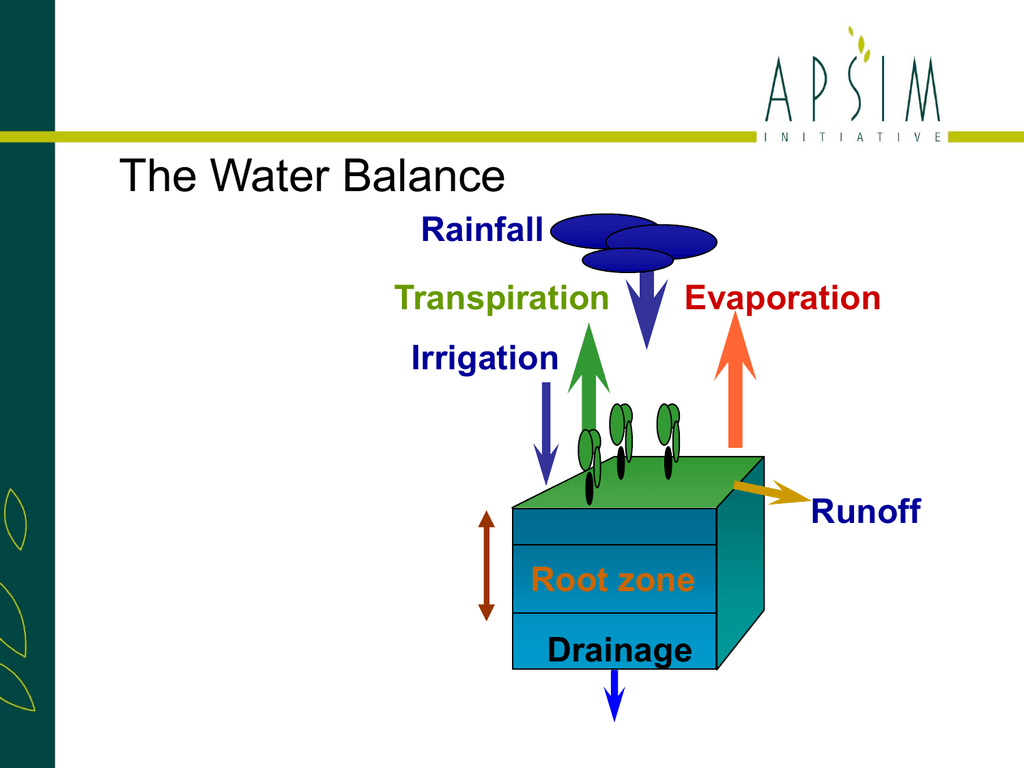 APSIM
INITIATIVE
The Water Balance
Rainfall
Transpiration
Evaporation
Irrigation
Runoff
Root zone
Drainage